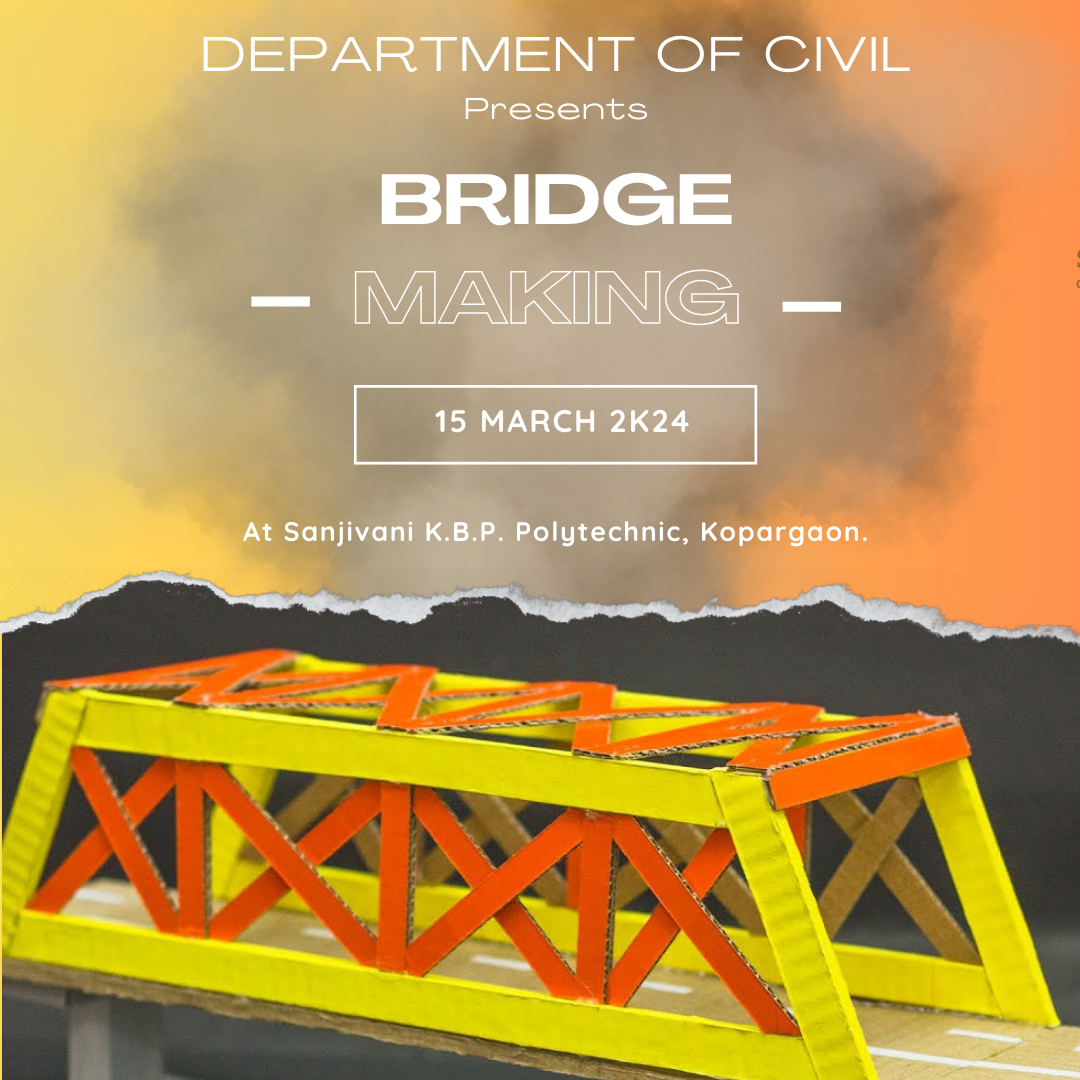 DEPARTMENT OF CIVIL
Presents
BRIDGE
MAKING
15 MARCH 2K24
At Sanjivani K.B.P. Polytechnic, Kopargaon.